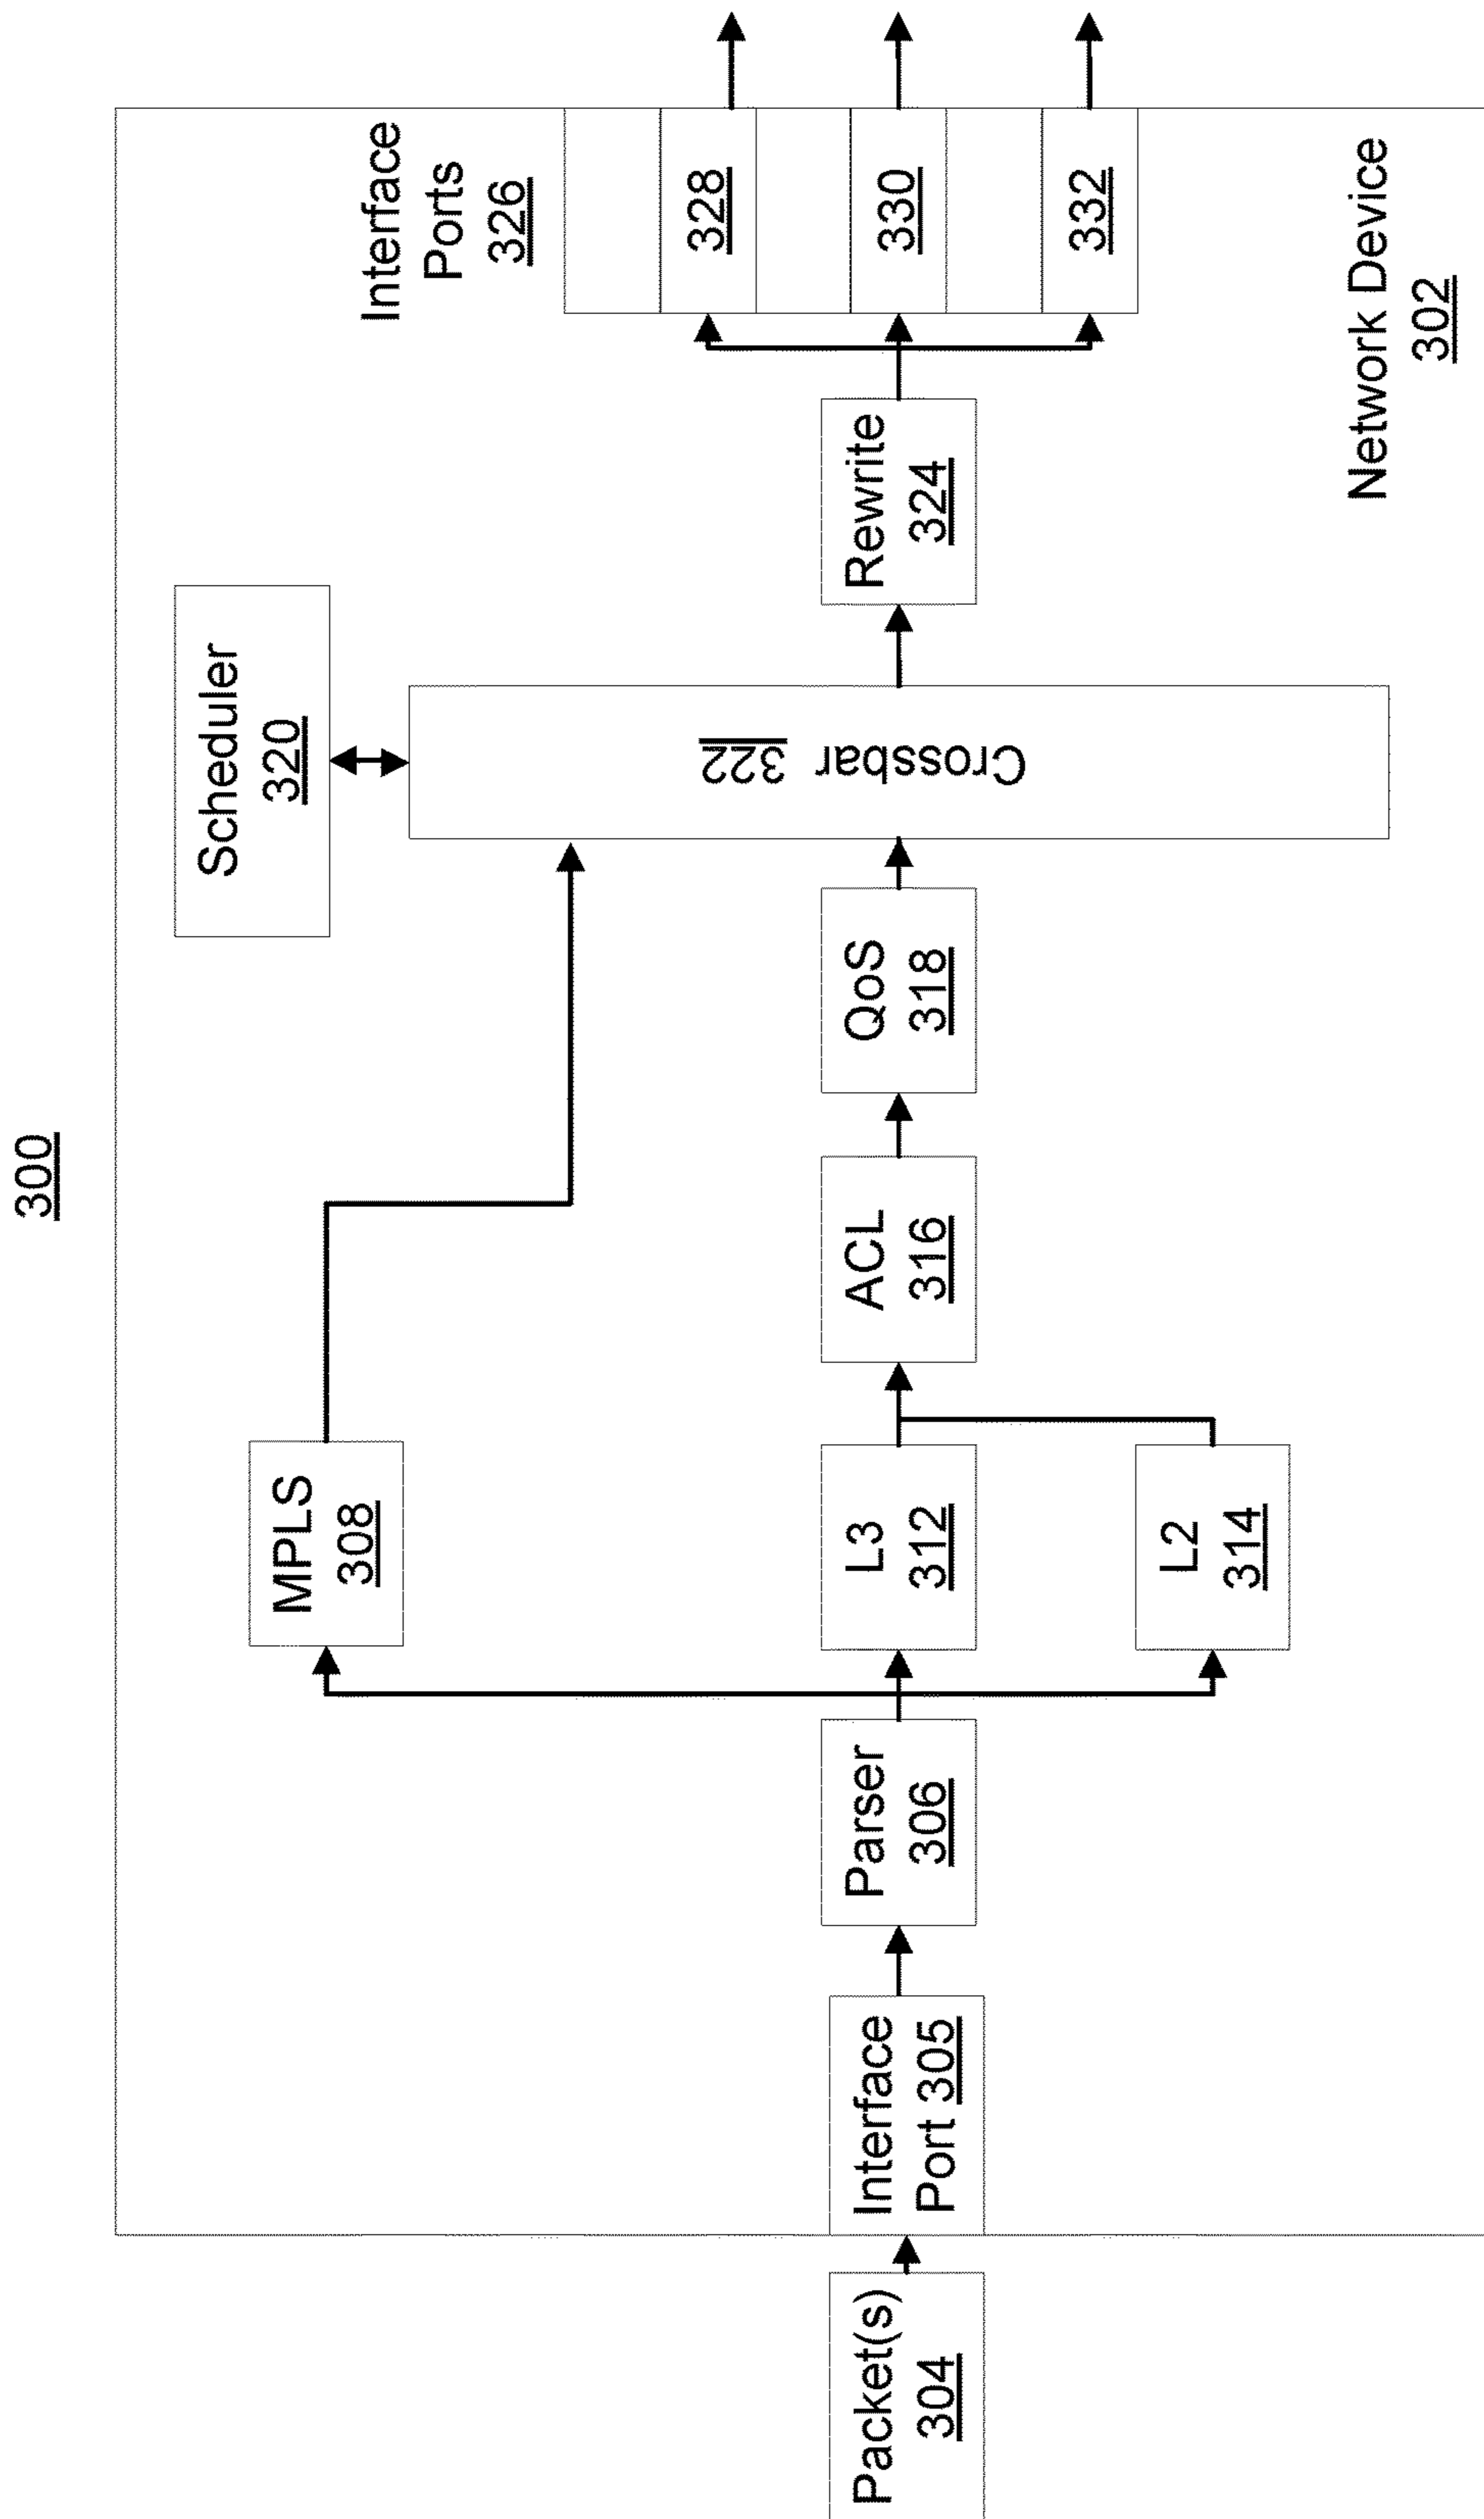 300
Scheduler
320
Interface
Ports
326
MPLS
308
328
Packet(s)
304
Interface
Port 305
Parser
306
L3
312
ACL
316
QoS
318
Crossbar 322
Rewrite
324
330
L2
314
332
Network Device
302